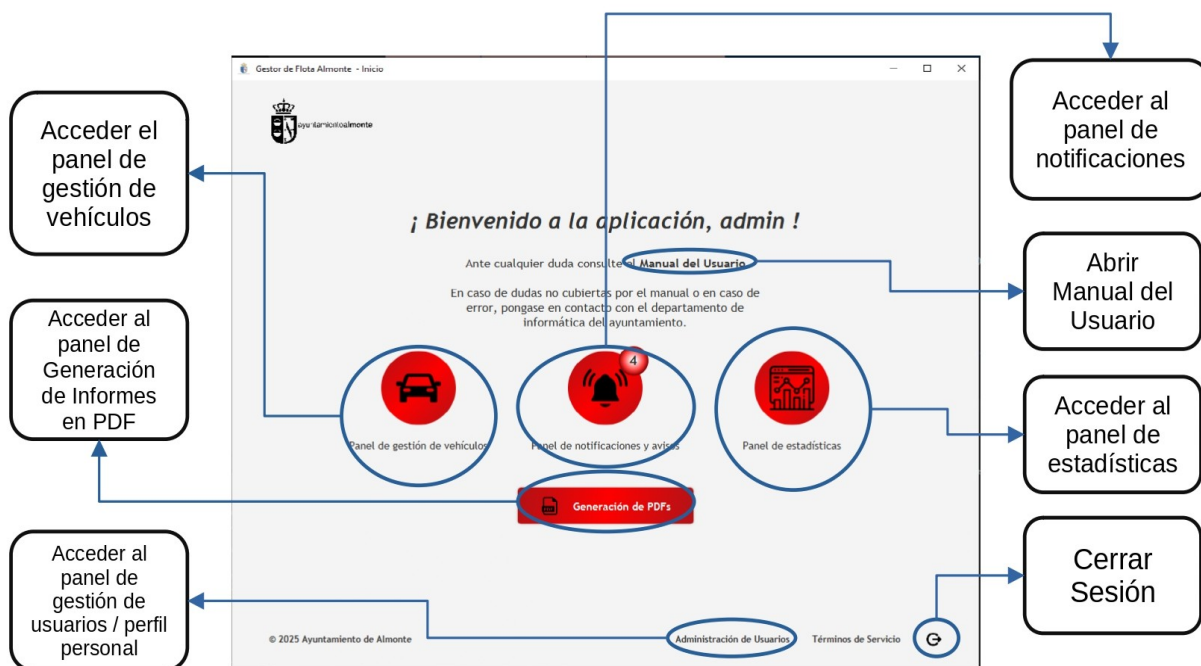 Gestor de Flota Almonte - Inicio
ayuntamientoalmonte
¡ Bienvenido a la aplicación, admin !
Ante cualquier duda consulte el Manual del Usuario
En caso de dudas no cubiertas por el manual o en caso de
error, pongase en contacto con el departamento de
informática del ayuntamiento.
4
Panel de gestión de vehículos
Panel de notificaciones y avisos
Panel de estadísticas
PDF
Generación de PDFs
© 2025 Ayuntamiento de Almonte
Administración de Usuarios
Términos de Servicio
Acceder el
panel de
gestión de
vehículos
Acceder al
panel de
Generación
de Informes
en PDF
Acceder al
panel de
gestión de
usuarios / perfil
personal
Acceder al
panel de
notificaciones
Abrir
Manual del
Usuario
Acceder al
panel de
estadísticas
Cerrar
Sesión